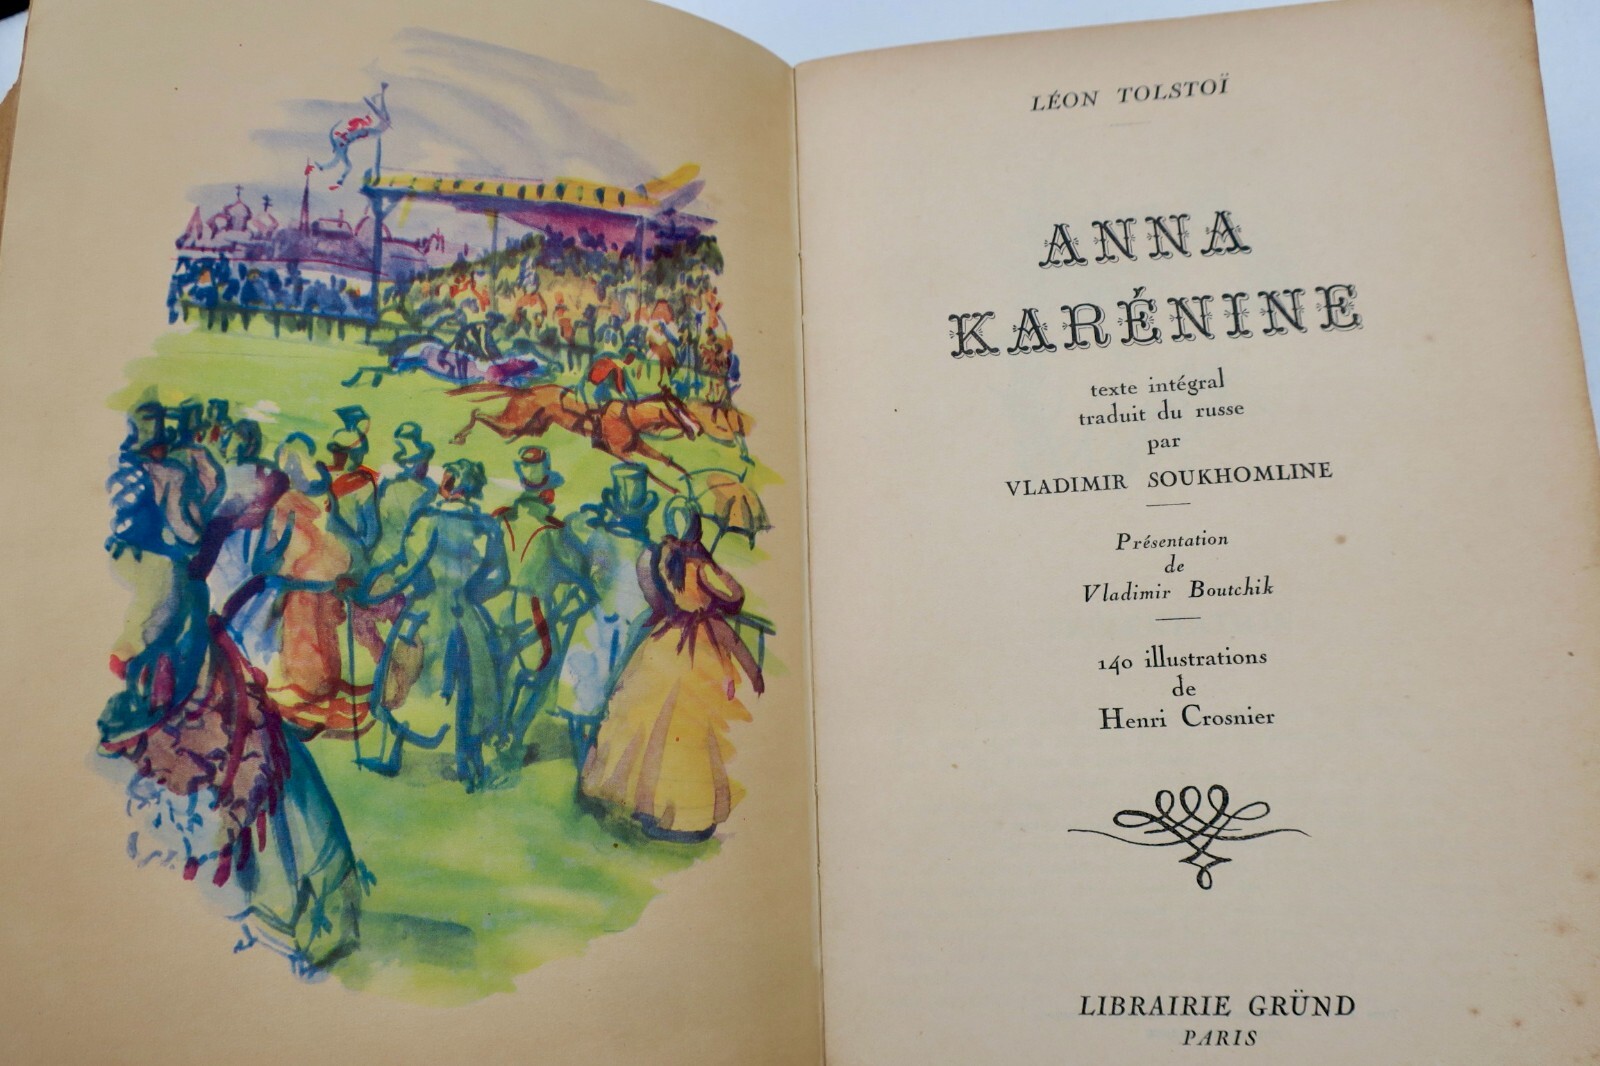 LÉON TOLSTOÏ
ANNA
KARÉNINE
texte intégral
traduit du russe
par
VLADIMIR SOUKHOMLINE
Présentation
de
Vladimir Boutchik
140 illustrations
de
Henri Crosnier
LIBRAIRIE GRÜND
PARIS